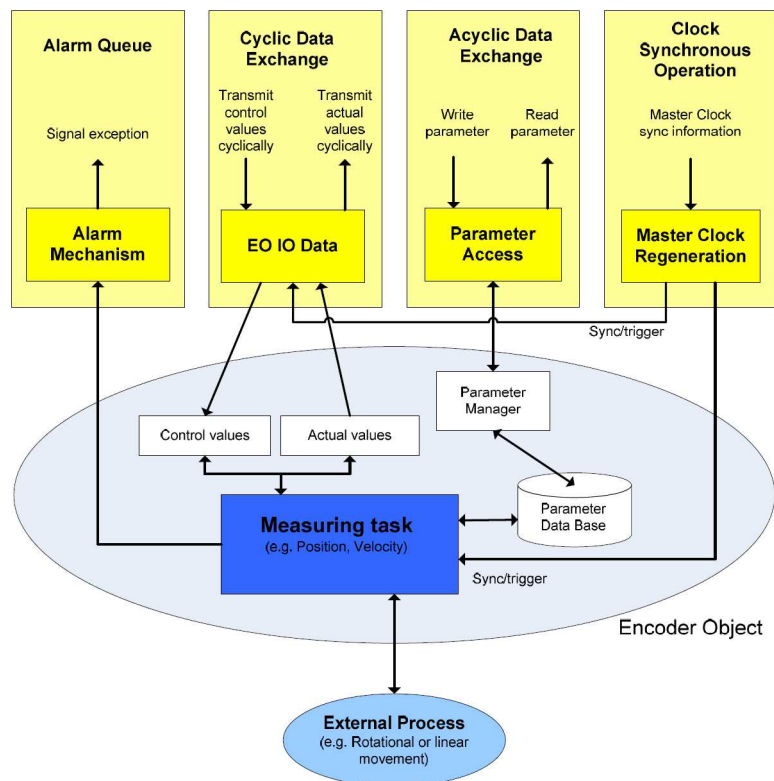 Alarm Queue
Signal exception
Alarm
Mechanism
Cyclic Data
Exchange
Transmit
control
values
cyclically
Transmit
actual
values
cyclically
EO IO Data
Acyclic Data
Exchange
Write
parameter
Read
parameter
Parameter
Access
Clock
Synchronous
Operation
Master Clock
sync information
Master Clock
Regeneration
Sync/trigger
Parameter
Manager
Control values
Actual values
Measuring task
(e.g. Position, Velocity)
Parameter
Data Base
Sync/trigger
Encoder Object
External Process
(e.g. Rotational or linear
movement)